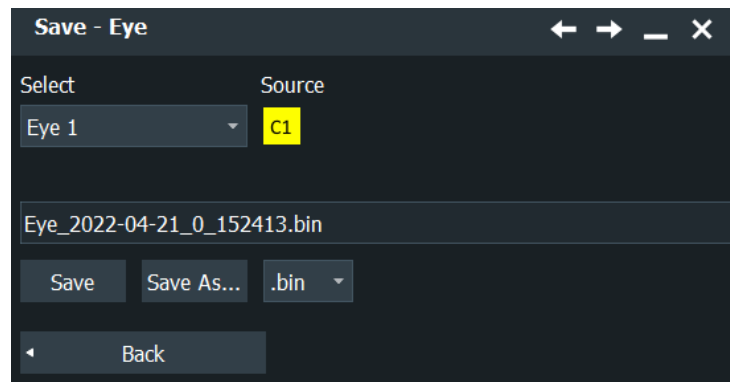 Save - Eye
Select Source
Eye 1 C1
Eye_2022-04-21_0_152413.bin
Save Save As... .bin
Back